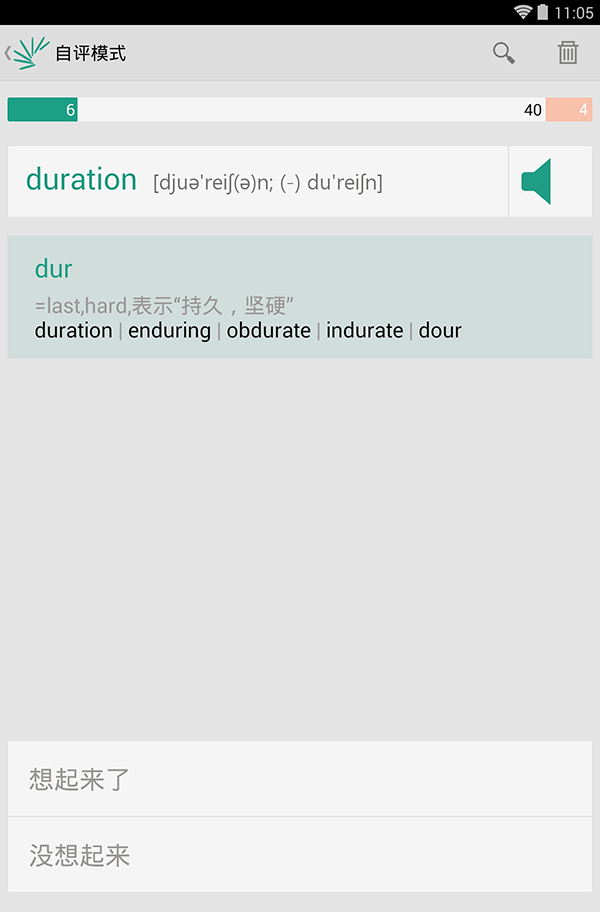 11:05
自评模式
6 40 4
duration [djuə'reiʃ(ə)n; (-) du'reiʃn]
dur
=last,hard,表示“持久，坚硬”
duration | enduring | obdurate | indurate | dour
想起来了
没想起来